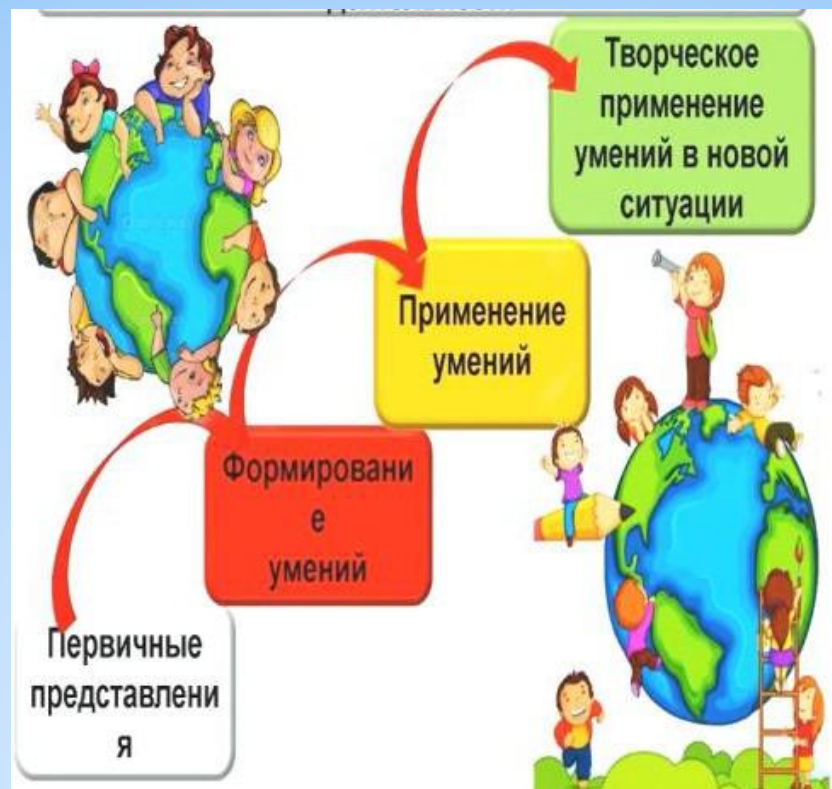 Творческое
применение
умений в новой
ситуации
Применение
умений
Формировани
е
умений
Первичные
представлени
я